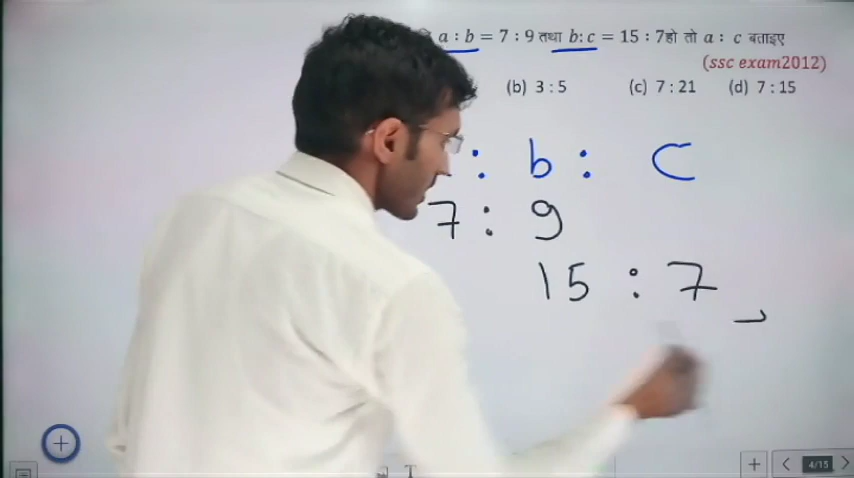 a : b = 7 : 9 तथा b: c = 15 : 7हो तो a : c बताइए
(ssc exam2012)
(b) 3 : 5 (c) 7 : 21 (d) 7 : 15
: b : C
7 : 9
15 : 7
4/15